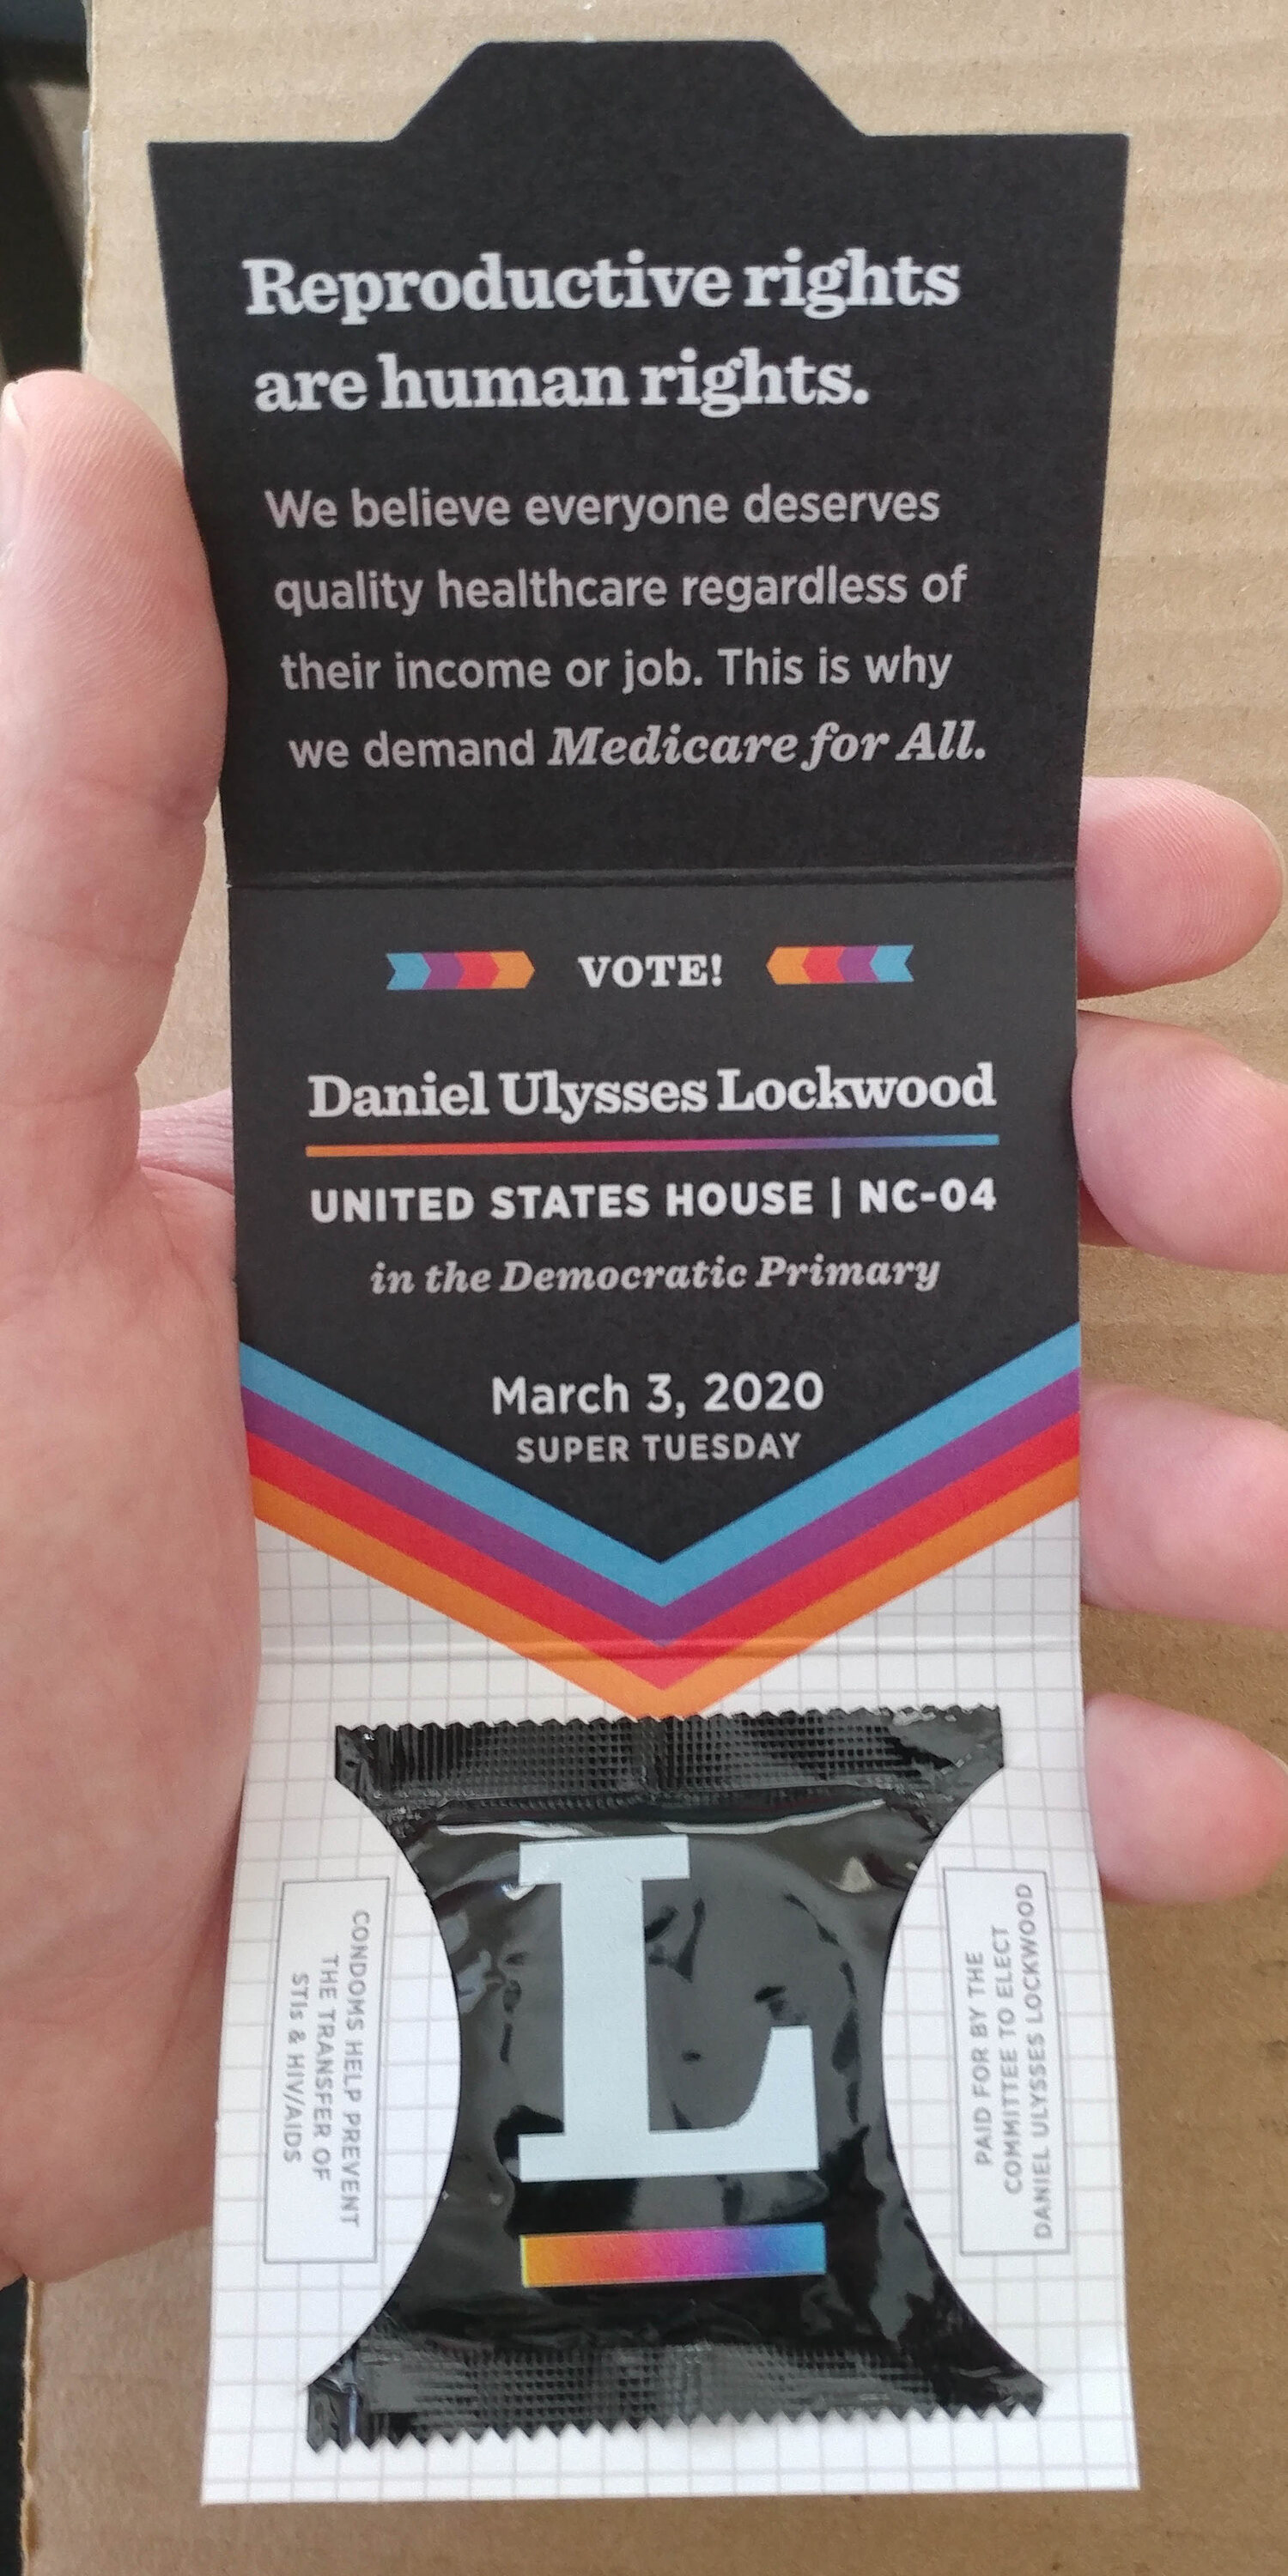 Reproductive rights
are human rights.
We believe everyone deserves
quality healthcare regardless of
their income or job. This is why
we demand Medicare for All.
VOTE!
Daniel Ulysses Lockwood
UNITED STATES HOUSE | NC-04
in the Democratic Primary
March 3, 2020
SUPER TUESDAY
L
CONDOMS HELP PREVENT
THE TRANSFER OF
STIs & HIV/AIDS
PAID FOR BY THE
COMMITTEE TO ELECT
DANIEL ULYSSES LOCKWOOD